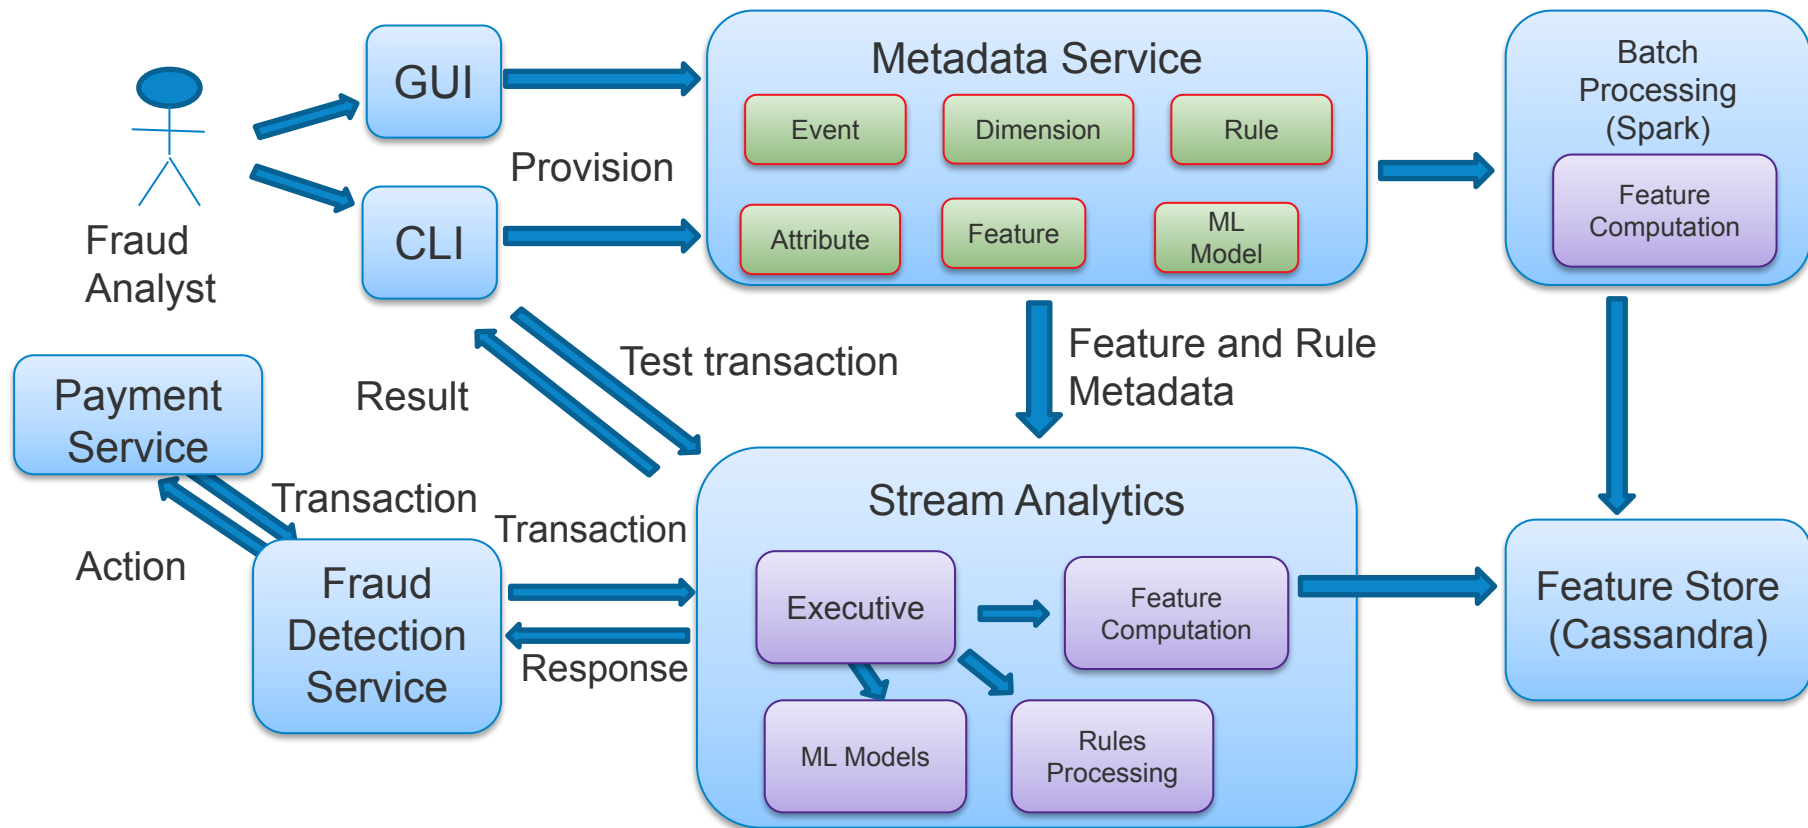 GUI
Metadata Service
Batch
Processing
(Spark)
Event
Dimension
Rule
Provision
Feature
Computation
Fraud
Analyst
CLI
Attribute
Feature
ML
Model
Test transaction
Feature and Rule
Metadata
Result
Payment
Service
Transaction
Transaction
Stream Analytics
Action
Fraud
Detection
Service
Response
Executive
Feature
Computation
Feature Store
(Cassandra)
ML Models
Rules
Processing